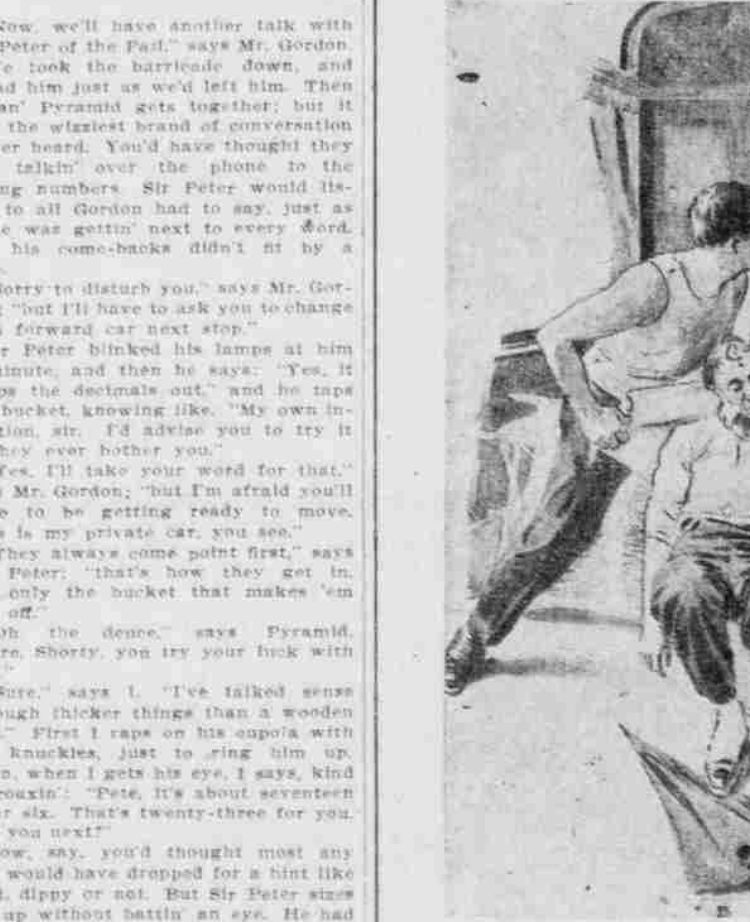 Now, we'll have another talk with
Peter of the Pail," says Mr. Gordon.
e took the barricade down, and
nd him just as we'd left him. Then
an' Pyramid gets together; but it
the wizziest brand of conversation
er heard. You'd have thought they
talkin' over the phone to the
ng numbers. Sir Peter would lis-
to all Gordon had to say, just as
e was gettin' next to every word,
his come-backs didn't fit by a
orry to disturb you," says Mr. Gor-
"but I'll have to ask you to change
forward car next stop."
r Peter blinked his lamps at him
minute, and then he says: "Yes, it
ps the decimals out," and he taps
bucket, knowing like. "My own in-
tion, sir. I'd advise you to try it
hey ever bother you."
Yes, I'll take your word for that,"
Mr. Gordon; "but I'm afraid you'll
e to be getting ready to move.
s is my private car, you see."
They always come point first," says
Peter; "that's how they get in.
only the bucket that makes 'em
off."
Oh the deuce," says Pyramid.
re, Shorty, you try your luck with
Sure," says I. "I've talked sense
ough thicker things than a wooden
." First I raps on his cupola with
knuckles, just to ring him up.
n, when I gets his eye, I says, kind
roaxin': "Pete, it's about seventeen
r six. That's twenty-three for you.
you next?"
ow, say, you'd thought most any
would have dropped for a hint like
t, dippy or not. But Sir Peter sizes
up without battin' an eye. He had